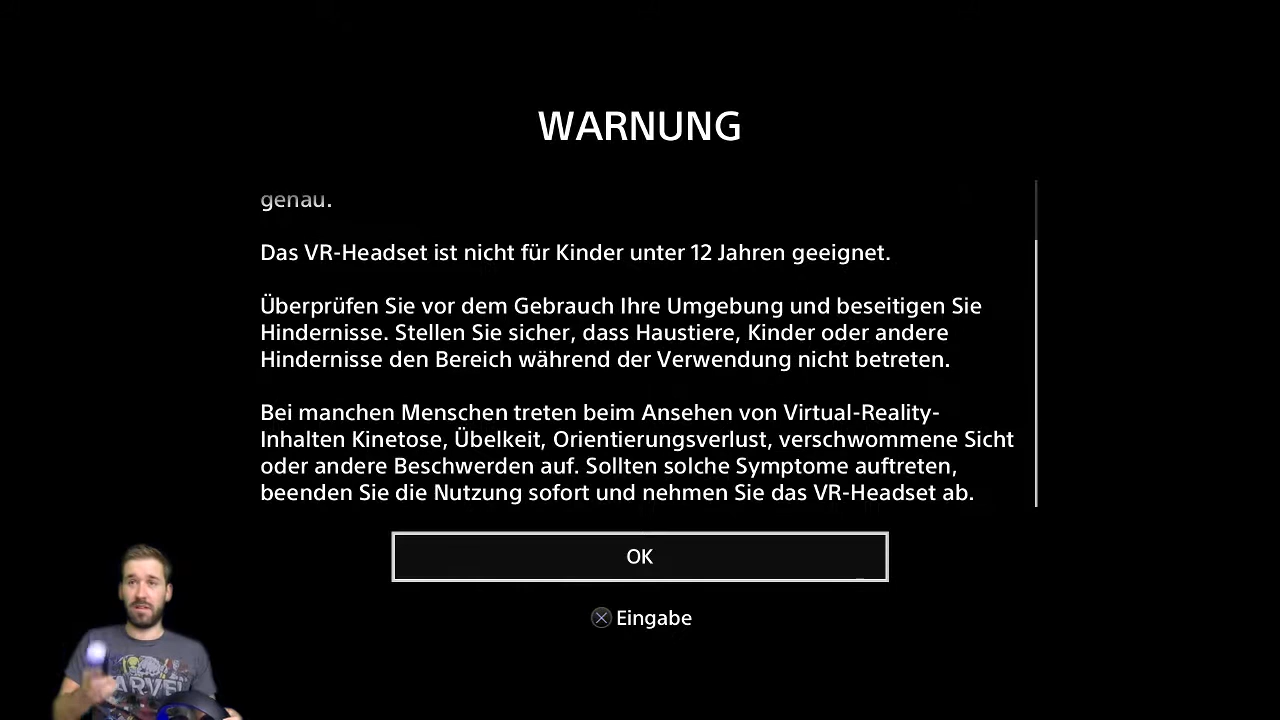 WARNUNG
genau.
Das VR-Headset ist nicht für Kinder unter 12 Jahren geeignet.
Überprüfen Sie vor dem Gebrauch Ihre Umgebung und beseitigen Sie
Hindernisse. Stellen Sie sicher, dass Haustiere, Kinder oder andere
Hindernisse den Bereich während der Verwendung nicht betreten.
Bei manchen Menschen treten beim Ansehen von Virtual-Reality-
Inhalten Kinetose, Übelkeit, Orientierungsverlust, verschwommene Sicht
oder andere Beschwerden auf. Sollten solche Symptome auftreten,
beenden Sie die Nutzung sofort und nehmen Sie das VR-Headset ab.
OK
Eingabe
MARVEL